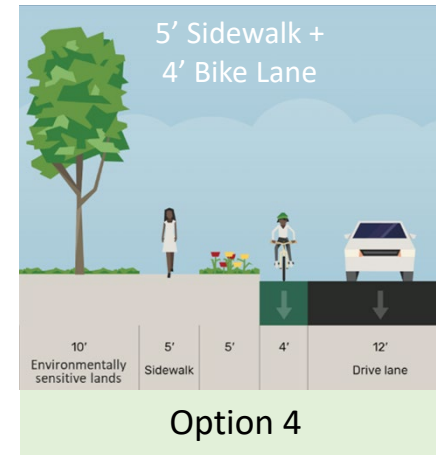 5’ Sidewalk +
4’ Bike Lane
10’ 5’ 5’ 4’ 12’
Environmentally
sensitive lands
Sidewalk
Drive lane
Option 4